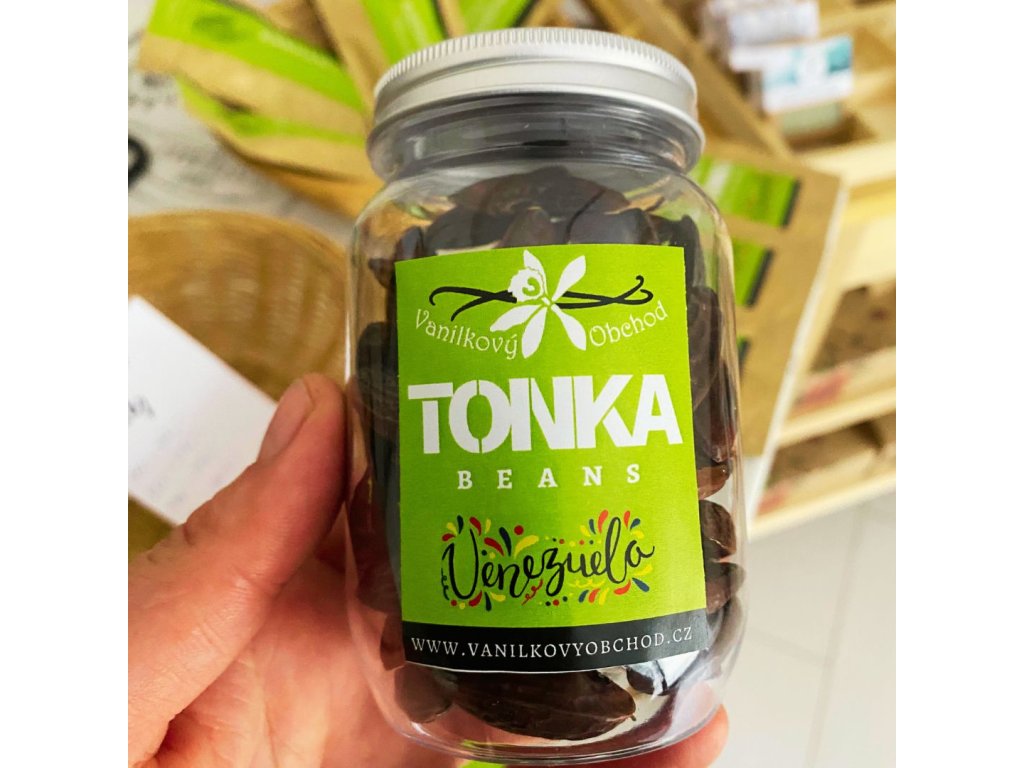 Vanilkový Obchod
TONKA
BEANS
Venezuela
WWW.VANILKOVYOBCHOD.CZ